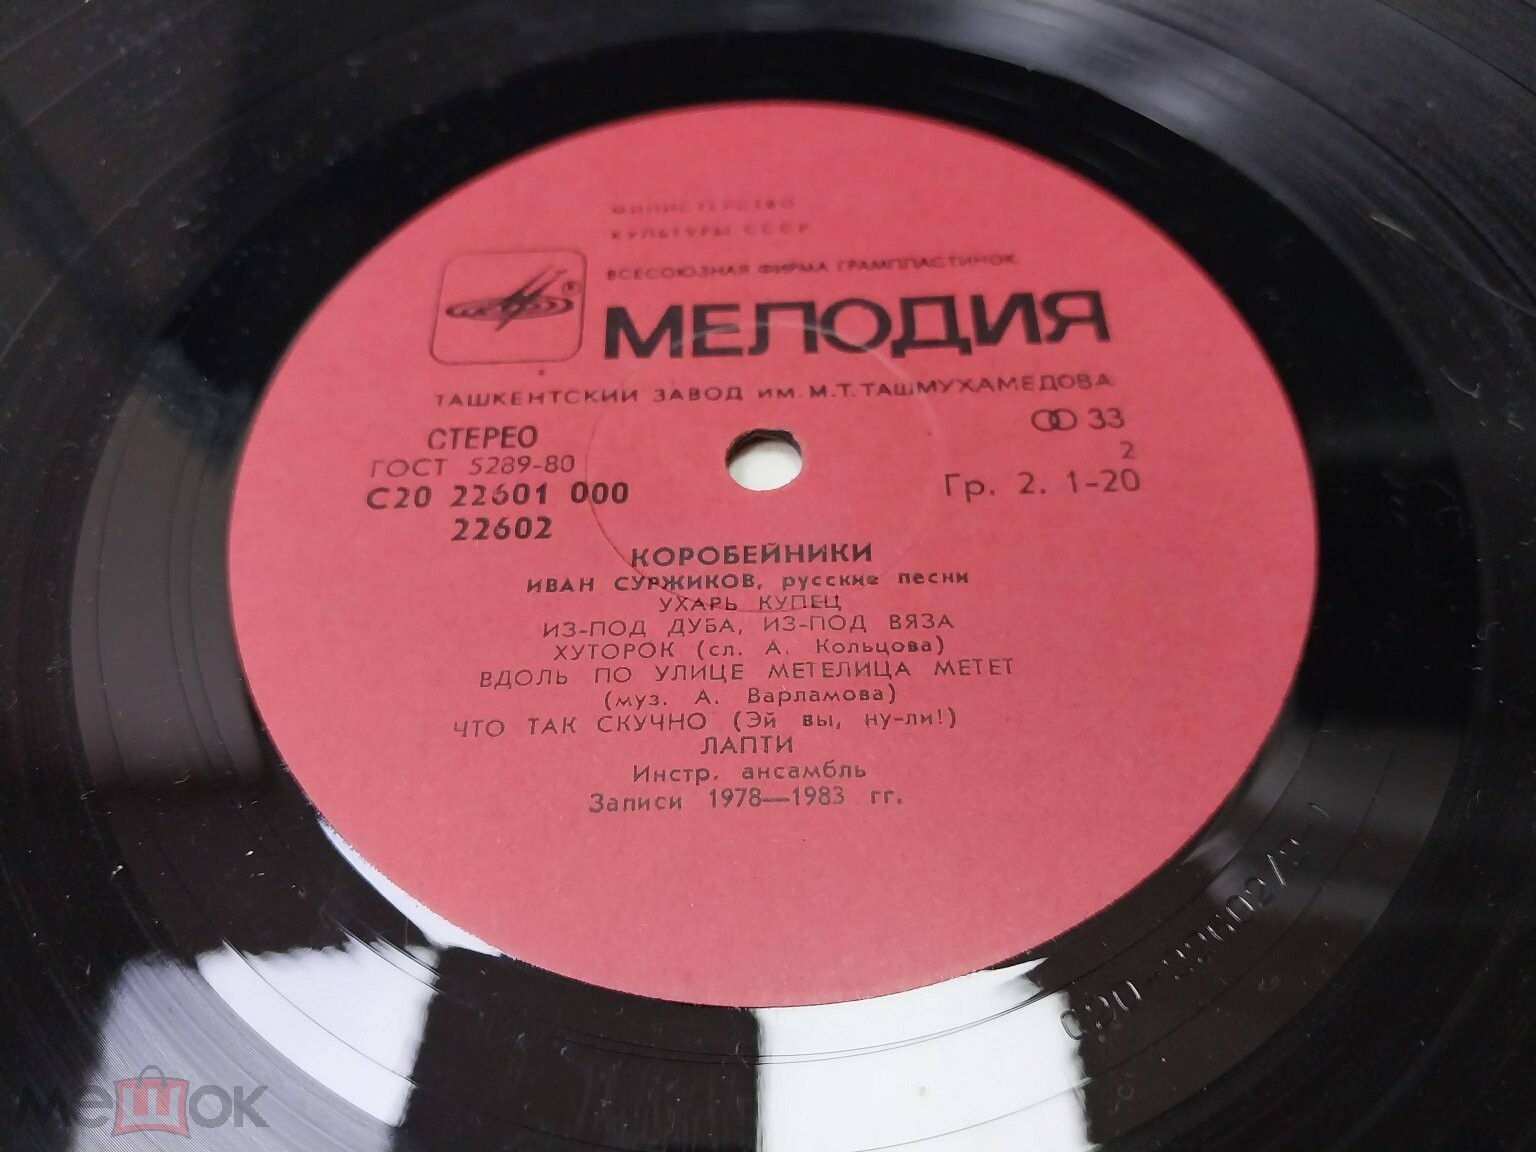 МИНИСТЕРСТВО
КУЛЬТУРЫ СССР
ВСЕСОЮЗНАЯ ФИРМА ГРАМПЛАСТИНОК
МЕЛОДИЯ
ТАШКЕНТСКИЙ ЗАВОД ИМ. М.Т. ТАШМУХАМЕДОВА
СТЕРЕО
33
ГОСТ 5289-80
2
С20 22601 000
Гр. 2. 1-20
22602
КОРОБЕЙНИКИ
ИВАН СУРЖИКОВ, русские песни
УХАРЬ КУПЕЦ
ИЗ-ПОД ДУБА, ИЗ-ПОД ВЯЗА
ХУТОРОК (сл. А. Кольцова)
ВДОЛЬ ПО УЛИЦЕ МЕТЕЛИЦА МЕТЕТ
(муз. А. Варламова)
ЧТО ТАК СКУЧНО (Эй вы, ну-ли!)
ЛАПТИ
Инстр. ансамбль
Записи 1978—1983 гг.
С20-22602/
мешок